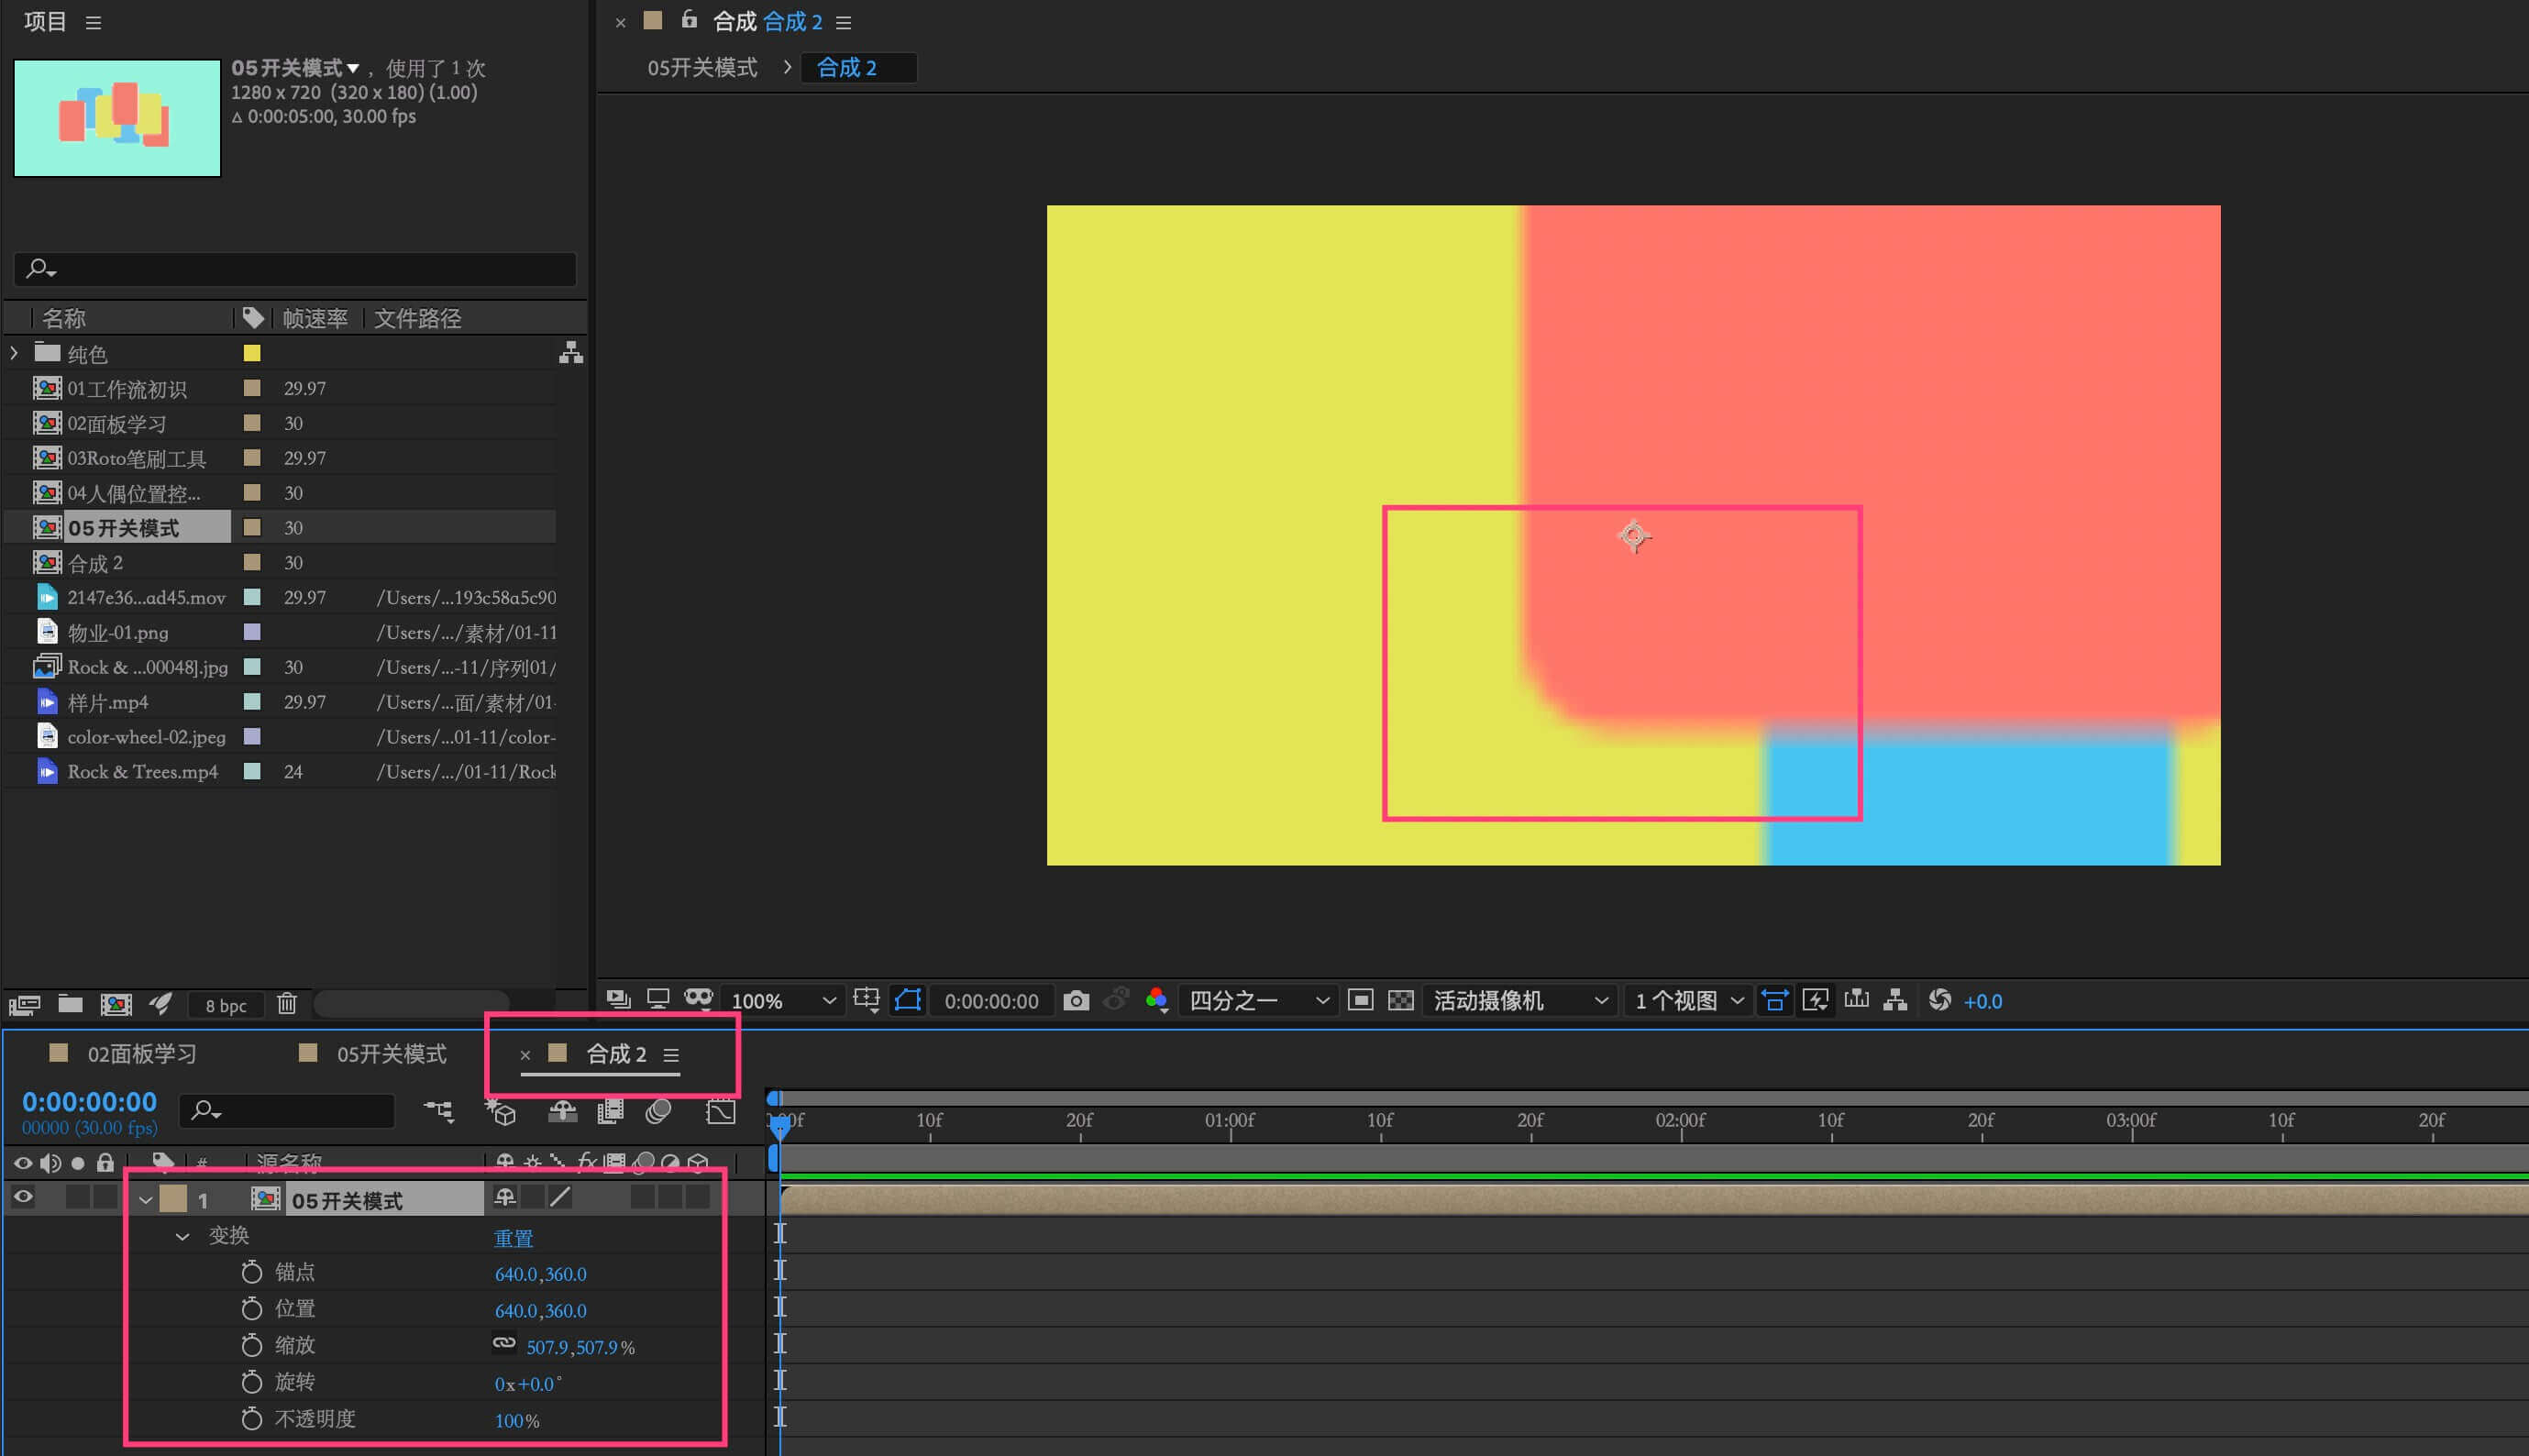 项目
05开关模式 ，使用了 1 次
1280 x 720 (320 x 180) (1.00)
Δ 0:00:05:00, 30.00 fps
名称 帧速率 文件路径
纯色
01工作流初识 29.97
02面板学习 30
03Roto笔刷工具 29.97
04人偶位置控... 30
05开关模式 30
合成 2 30
2147e36...ad45.mov 29.97 /Users/...193c58a5c90
物业-01.png /Users/.../素材/01-11
Rock & ...00048].jpg 30 /Users/...-11/序列01/
样片.mp4 29.97 /Users/...面/素材/01-
color-wheel-02.jpeg /Users/...01-11/color-
Rock & Trees.mp4 24 /Users/.../01-11/Rock
8 bpc
合成 合成 2
05开关模式 合成 2
100% 0:00:00:00 四分之一 活动摄像机 1 个视图 +0.0
02面板学习 05开关模式 合成 2
0:00:00:00
00000 (30.00 fps)
10f 20f 01:00f 10f 20f 02:00f 10f 20f 03:00f 10f 20f
# 源名称 fx
1 05开关模式
变换 重置
锚点 640.0,360.0
位置 640.0,360.0
缩放 507.9,507.9%
旋转 0x+0.0°
不透明度 100%